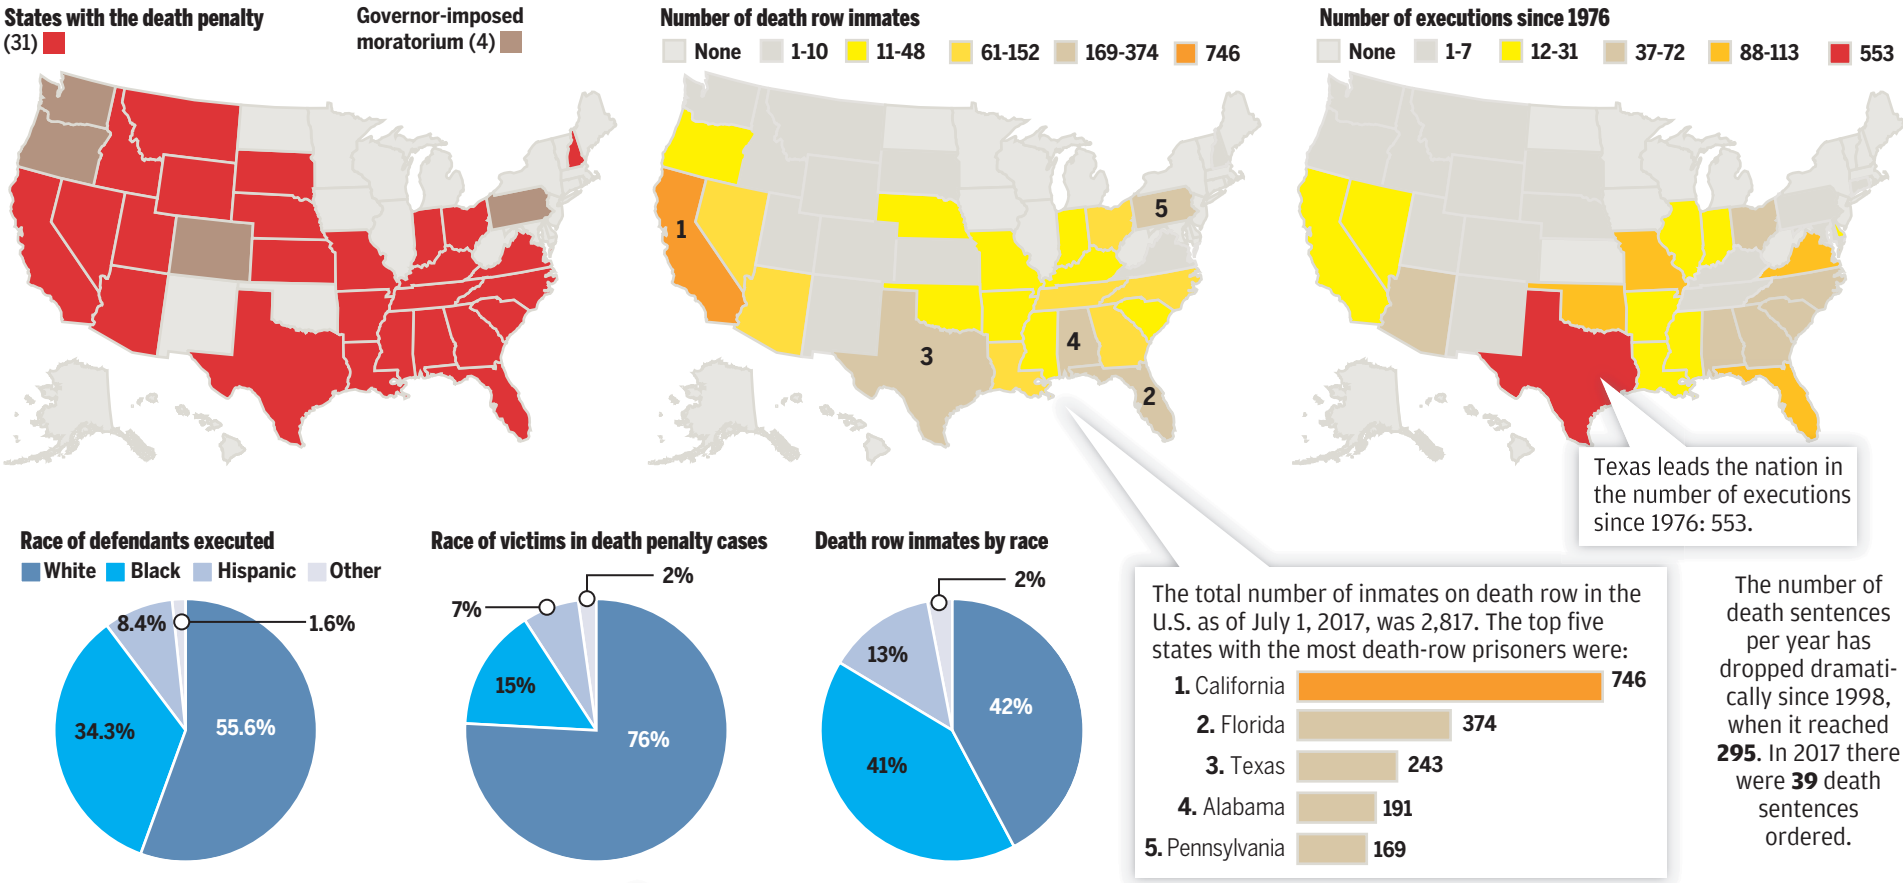 States with the death penalty
(31)
Governor-imposed
moratorium (4)
Number of death row inmates
None 1-10 11-48 61-152 169-374 746
1
2
3
4
5
Number of executions since 1976
None 1-7 12-31 37-72 88-113 553
Texas leads the nation in
the number of executions
since 1976: 553.
Race of defendants executed
White Black Hispanic Other
8.4%
1.6%
34.3%
55.6%
Race of victims in death penalty cases
2%
7%
15%
76%
Death row inmates by race
2%
13%
42%
41%
The total number of inmates on death row in the
U.S. as of July 1, 2017, was 2,817. The top five
states with the most death-row prisoners were:
1. California 746
2. Florida 374
3. Texas 243
4. Alabama 191
5. Pennsylvania 169
The number of
death sentences
per year has
dropped dramati-
cally since 1998,
when it reached
295. In 2017 there
were 39 death
sentences
ordered.